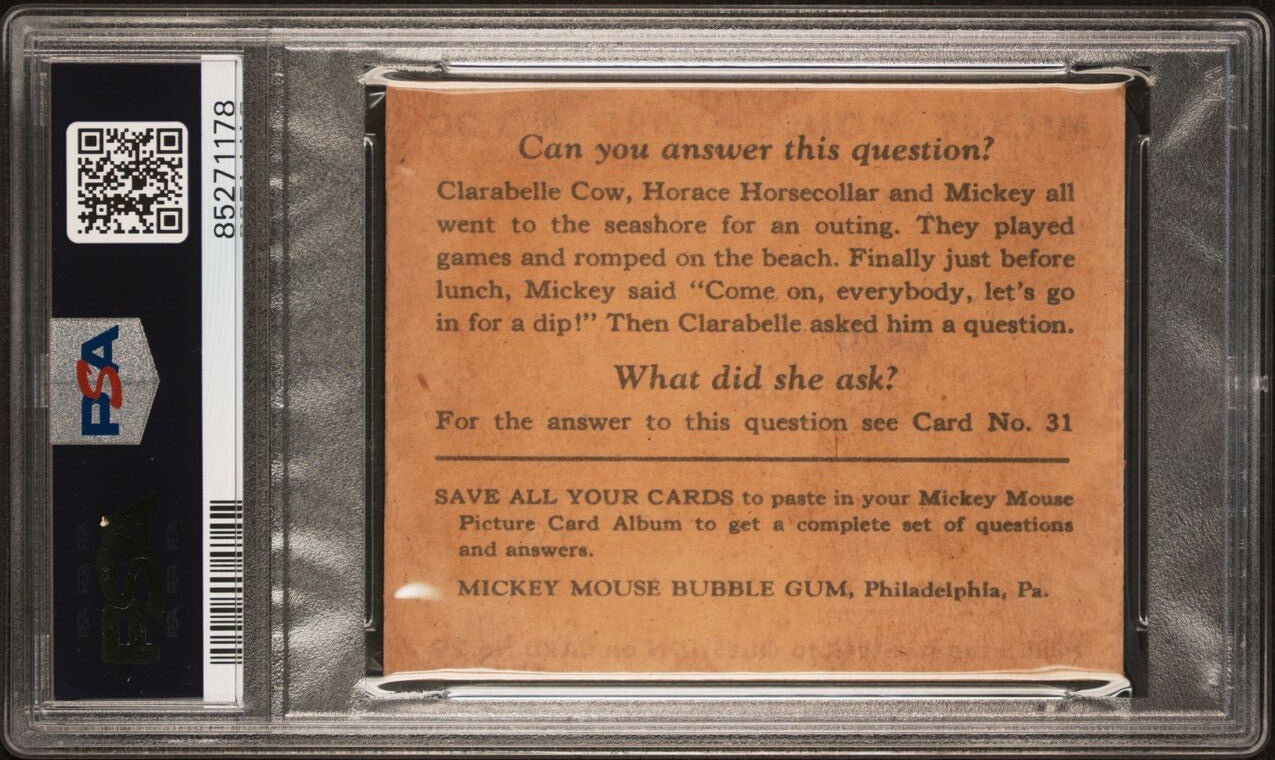 85271178
PSA
PSA
Can you answer this question?
Clarabelle Cow, Horace Horsecollar and Mickey all
went to the seashore for an outing. They played
games and romped on the beach. Finally just before
lunch, Mickey said “Come on, everybody, let’s go
in for a dip!” Then Clarabelle asked him a question.
What did she ask?
For the answer to this question see Card No. 31
SAVE ALL YOUR CARDS to paste in your Mickey Mouse
Picture Card Album to get a complete set of questions
and answers.
MICKEY MOUSE BUBBLE GUM, Philadelphia, Pa.